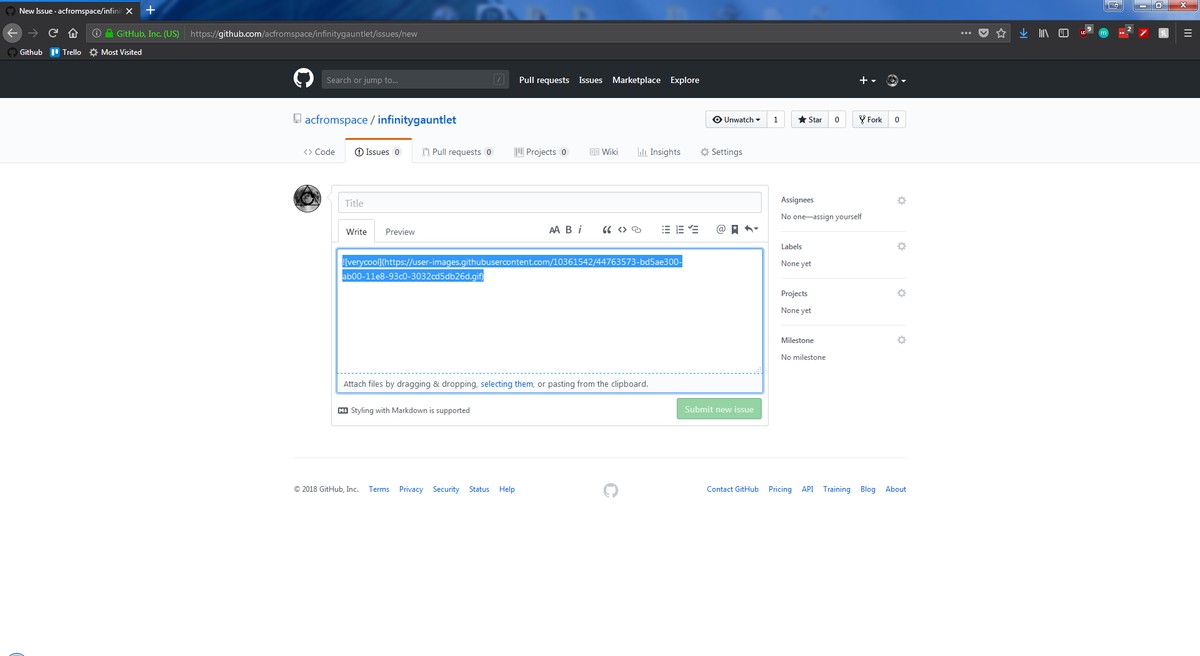 New Issue · acfromspace/infini
GitHub, Inc. (US)
https://github.com/acfromspace/infinitygauntlet/issues/new
Github Trello Most Visited
Search or jump to... /
Pull requests Issues Marketplace Explore
acfromspace / infinitygauntlet
Unwatch 1 Star 0 Fork 0
Code Issues 0 Pull requests 0 Projects 0 Wiki Insights Settings
Title
Write Preview
AA B i
![verycool](https://user-images.githubusercontent.com/10361542/44763573-bd5ae300-
ab00-11e8-93c0-3032cd5db26d.gif)
Attach files by dragging & dropping, selecting them, or pasting from the clipboard.
Styling with Markdown is supported
Submit new issue
Assignees
No one—assign yourself
Labels
None yet
Projects
None yet
Milestone
No milestone
© 2018 GitHub, Inc. Terms Privacy Security Status Help
Contact GitHub Pricing API Training Blog About